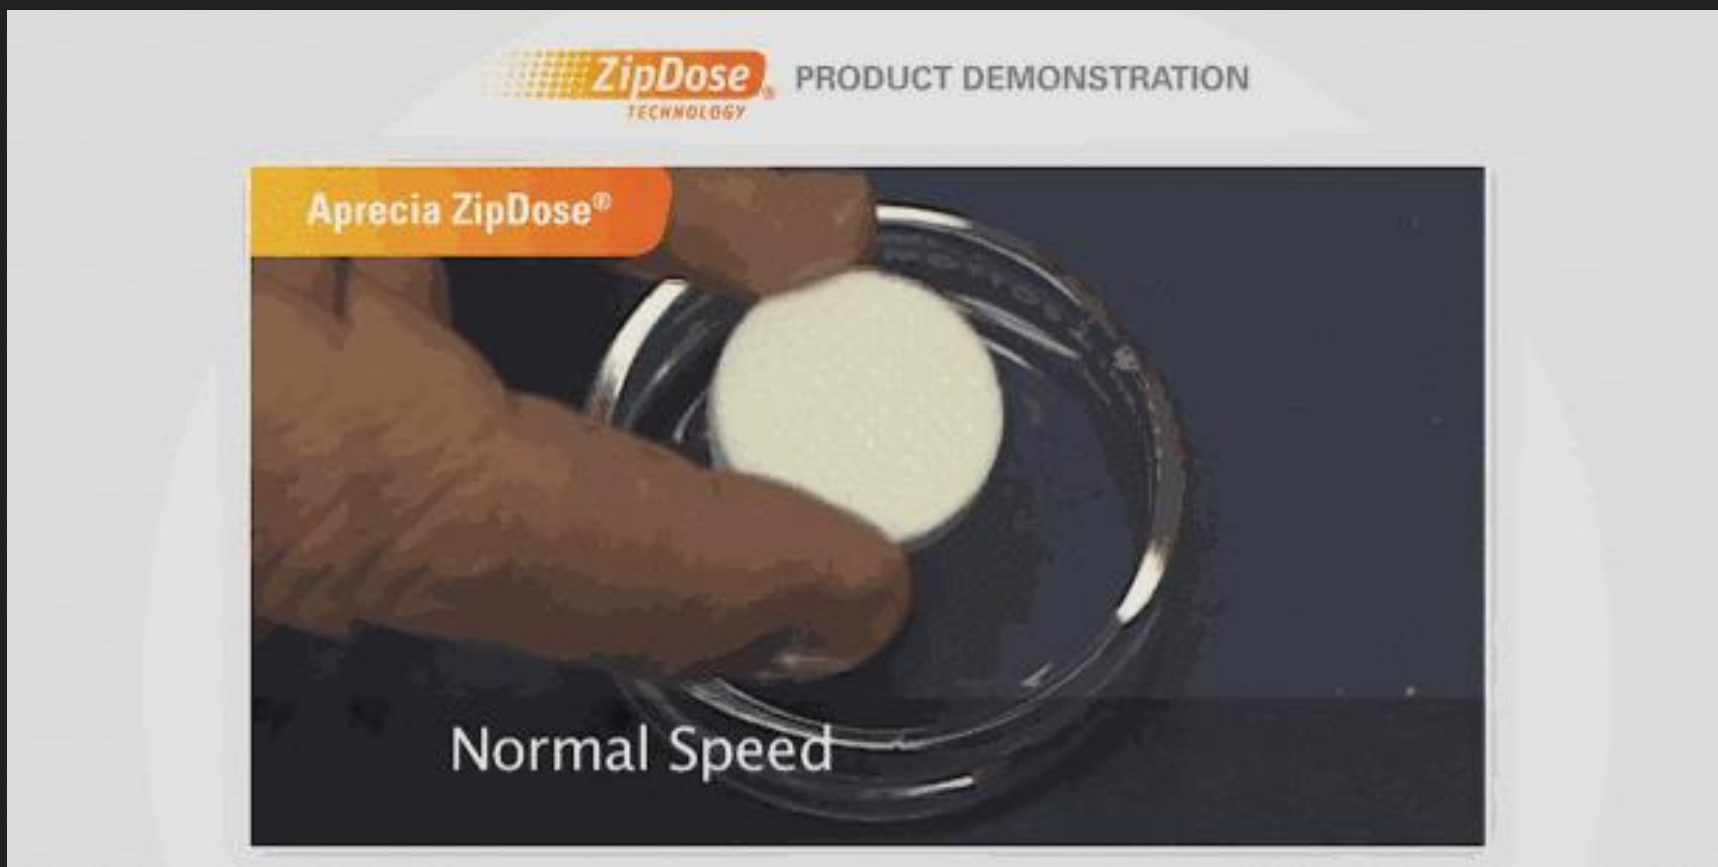 ZipDose®
TECHNOLOGY
PRODUCT DEMONSTRATION
Aprecia ZipDose®
Normal Speed